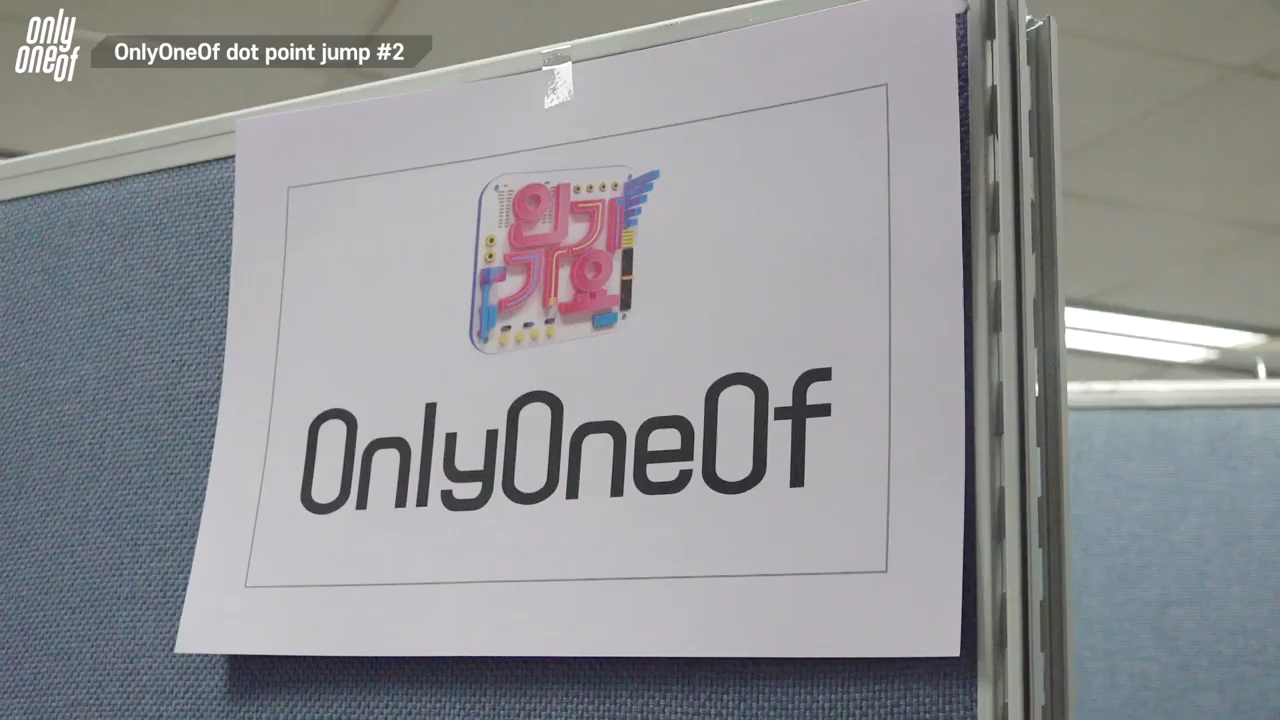 only
oneof
OnlyOneOf dot point jump #2
인기
가요
OnlyOneOf